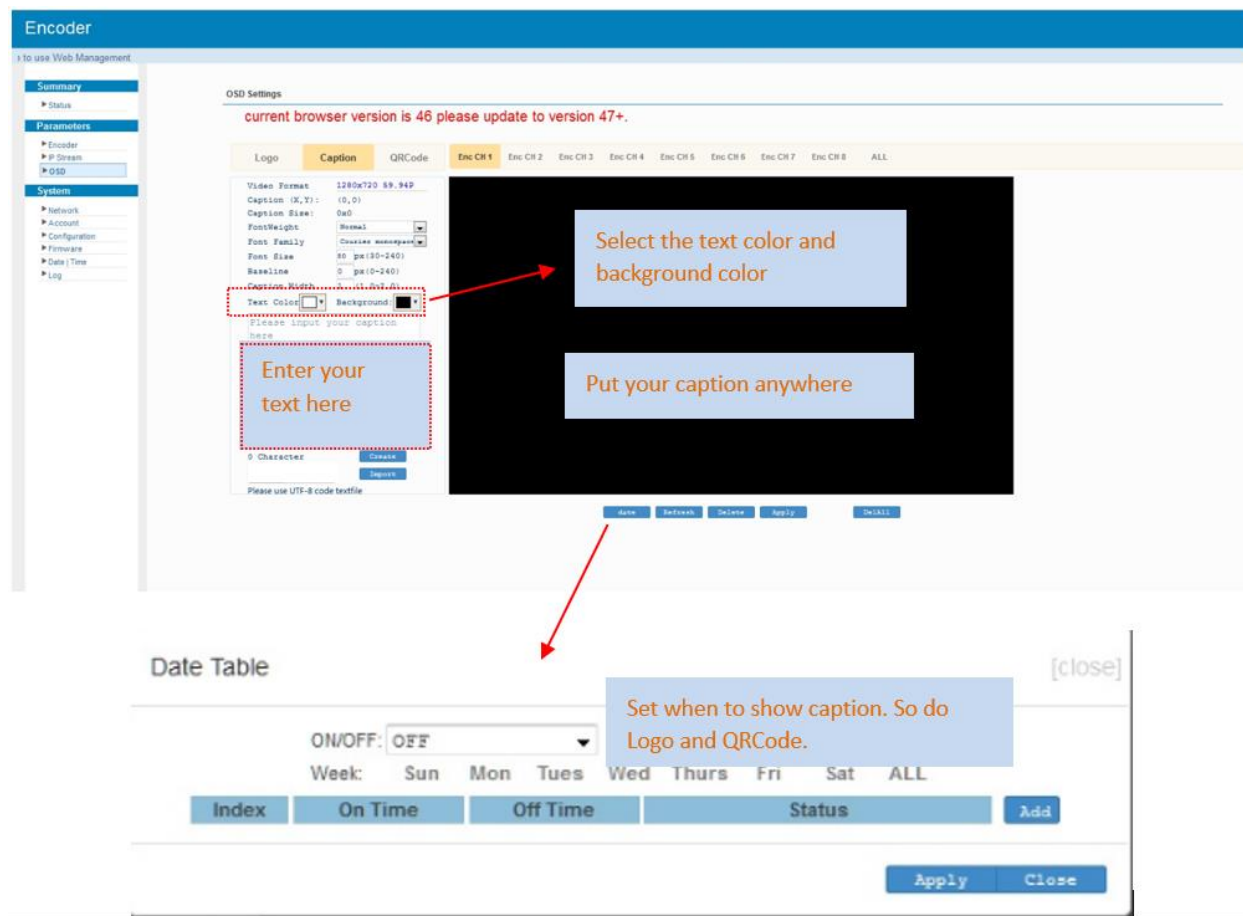 Encoder
to use Web Management
Summary
Status
Parameters
Encoder
IP Stream
OSD
System
Network
Account
Configuration
Firmware
Date | Time
Log
OSD Settings
current browser version is 46 please update to version 47+.
Logo Caption QRCode Enc CH 1 Enc CH 2 Enc CH 3 Enc CH 4 Enc CH 5 Enc CH 6 Enc CH 7 Enc CH 8 ALL
Video Format 1280x720 59.94P
Caption (X,Y): (0,0)
Caption Size: 0x0
FontWeight Normal
Font Family Courier monospace
Font Size 80 px(30-240)
Baseline 0 px(0-240)
Caption Width
Text Color Background:
Please input your caption
here
Enter your
text here
0 Character Create
Import
Please use UTF-8 code textfile
Select the text color and
background color
Put your caption anywhere
date Refresh Delete Apply DelAll
Date Table [close]
Set when to show caption. So do
Logo and QRCode.
ON/OFF: OFF
Week: Sun Mon Tues Wed Thurs Fri Sat ALL
Index On Time Off Time Status Add
Apply Close